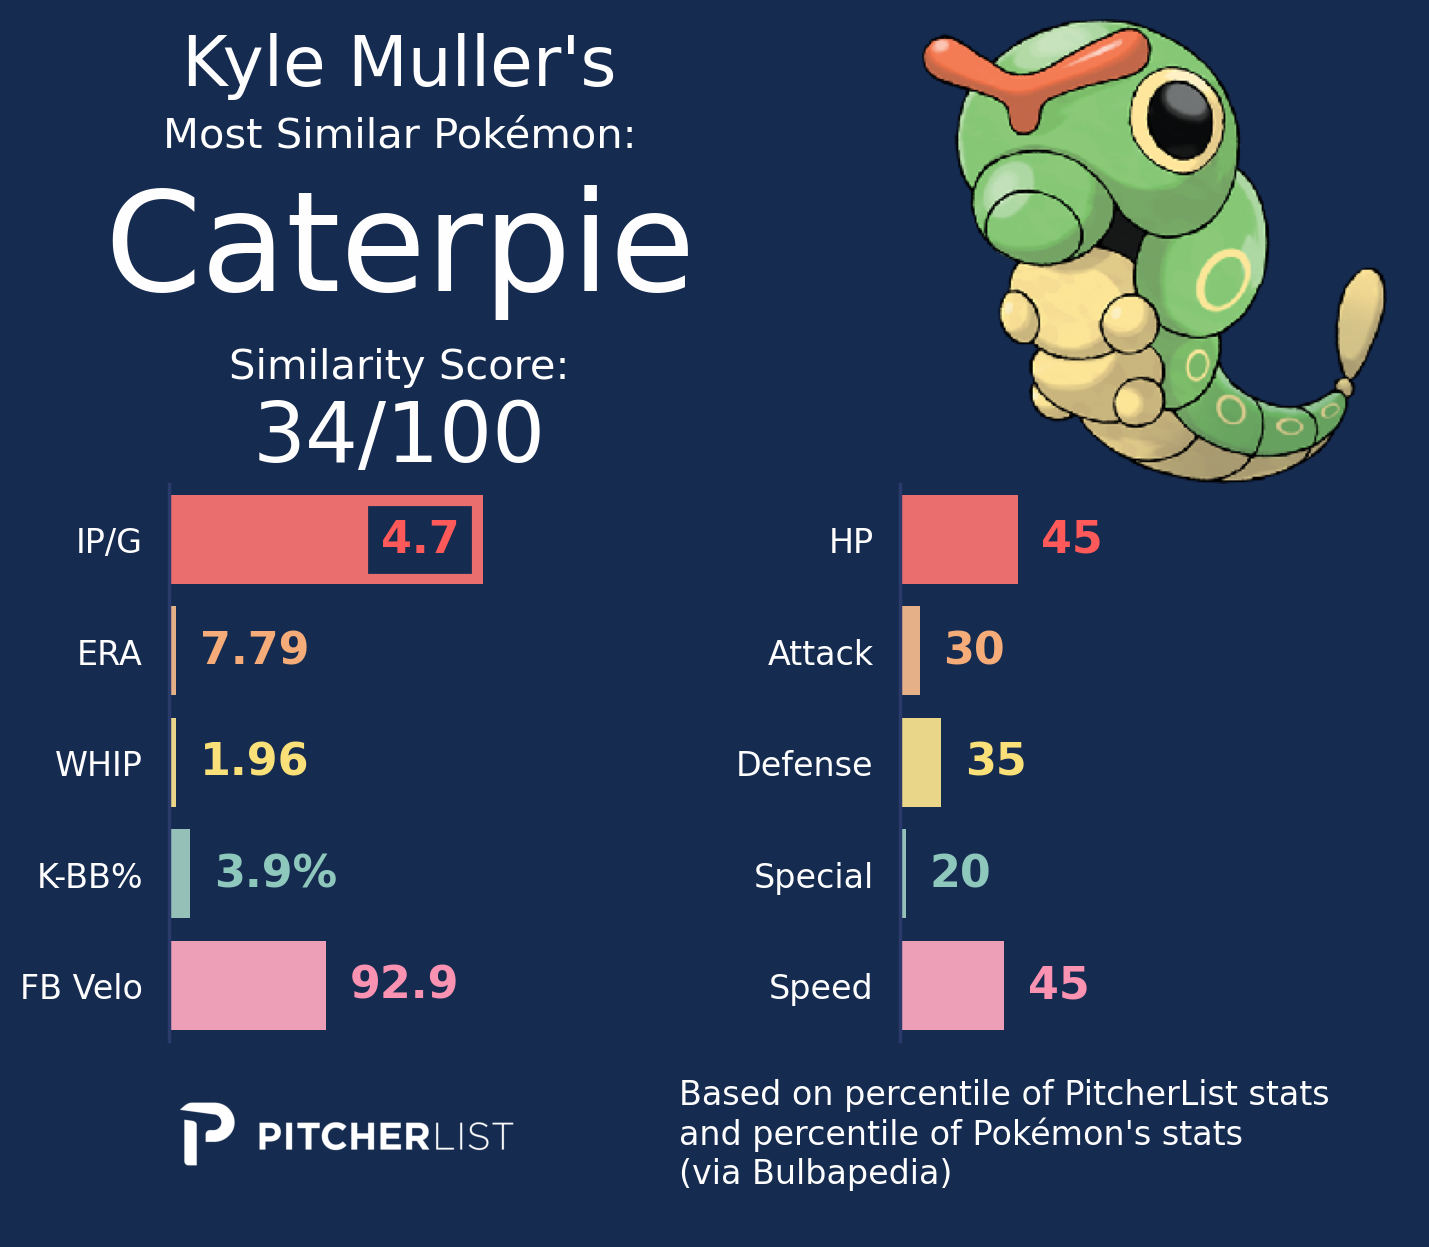 Kyle Muller's
Most Similar Pokémon:
Caterpie
Similarity Score:
34/100
IP/G 4.7
ERA 7.79
WHIP 1.96
K-BB% 3.9%
FB Velo 92.9
HP 45
Attack 30
Defense 35
Special 20
Speed 45
PITCHERLIST
Based on percentile of PitcherList stats
and percentile of Pokémon's stats
(via Bulbapedia)